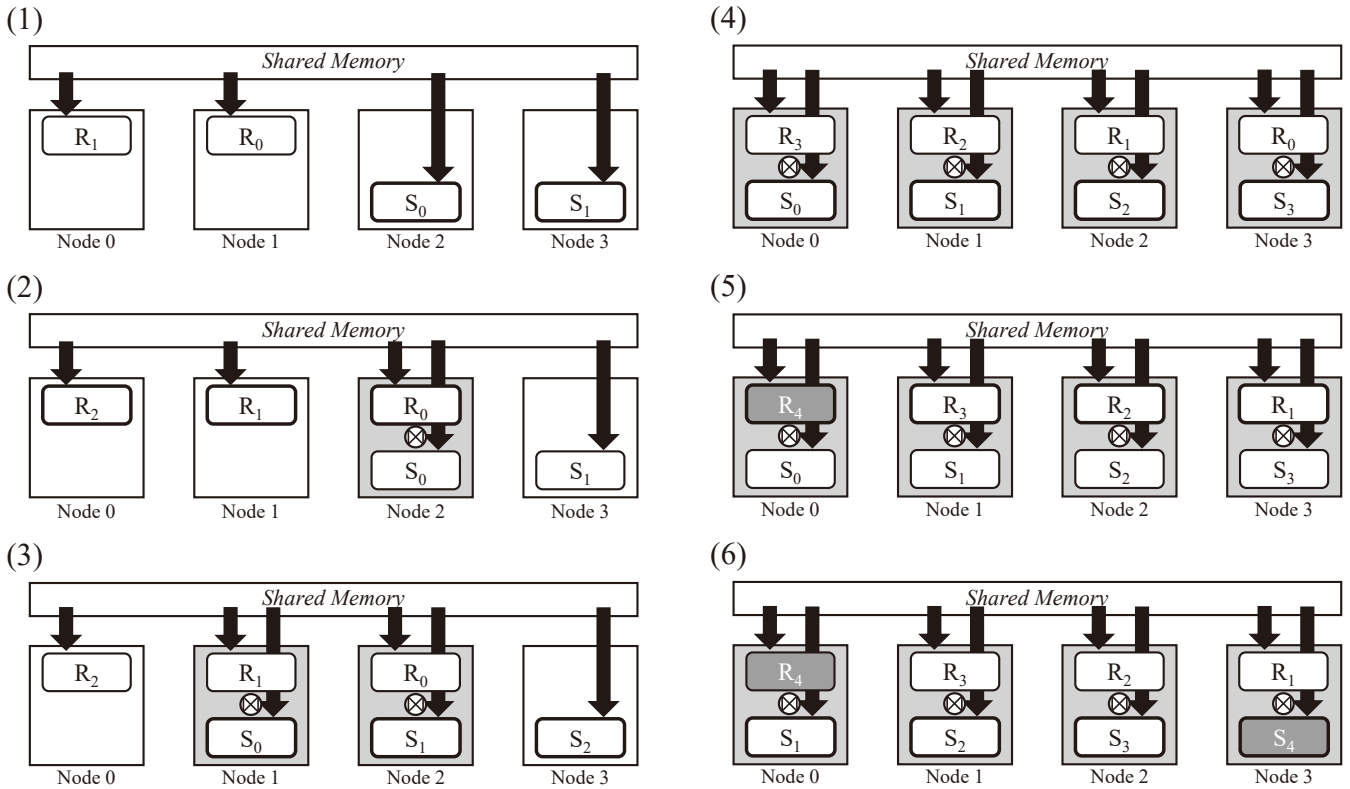 (1)
Shared Memory
R₁ R₀
S₀ S₁
Node 0 Node 1 Node 2 Node 3
(2)
Shared Memory
R₂ R₁ R₀
S₀ S₁
Node 0 Node 1 Node 2 Node 3
(3)
Shared Memory
R₂ R₁ R₀
S₀ S₁ S₂
Node 0 Node 1 Node 2 Node 3
(4)
Shared Memory
R₃ R₂ R₁ R₀
S₀ S₁ S₂ S₃
Node 0 Node 1 Node 2 Node 3
(5)
Shared Memory
R₄ R₃ R₂ R₁
S₀ S₁ S₂ S₃
Node 0 Node 1 Node 2 Node 3
(6)
Shared Memory
R₄ R₃ R₂ R₁
S₁ S₂ S₃ S₄
Node 0 Node 1 Node 2 Node 3